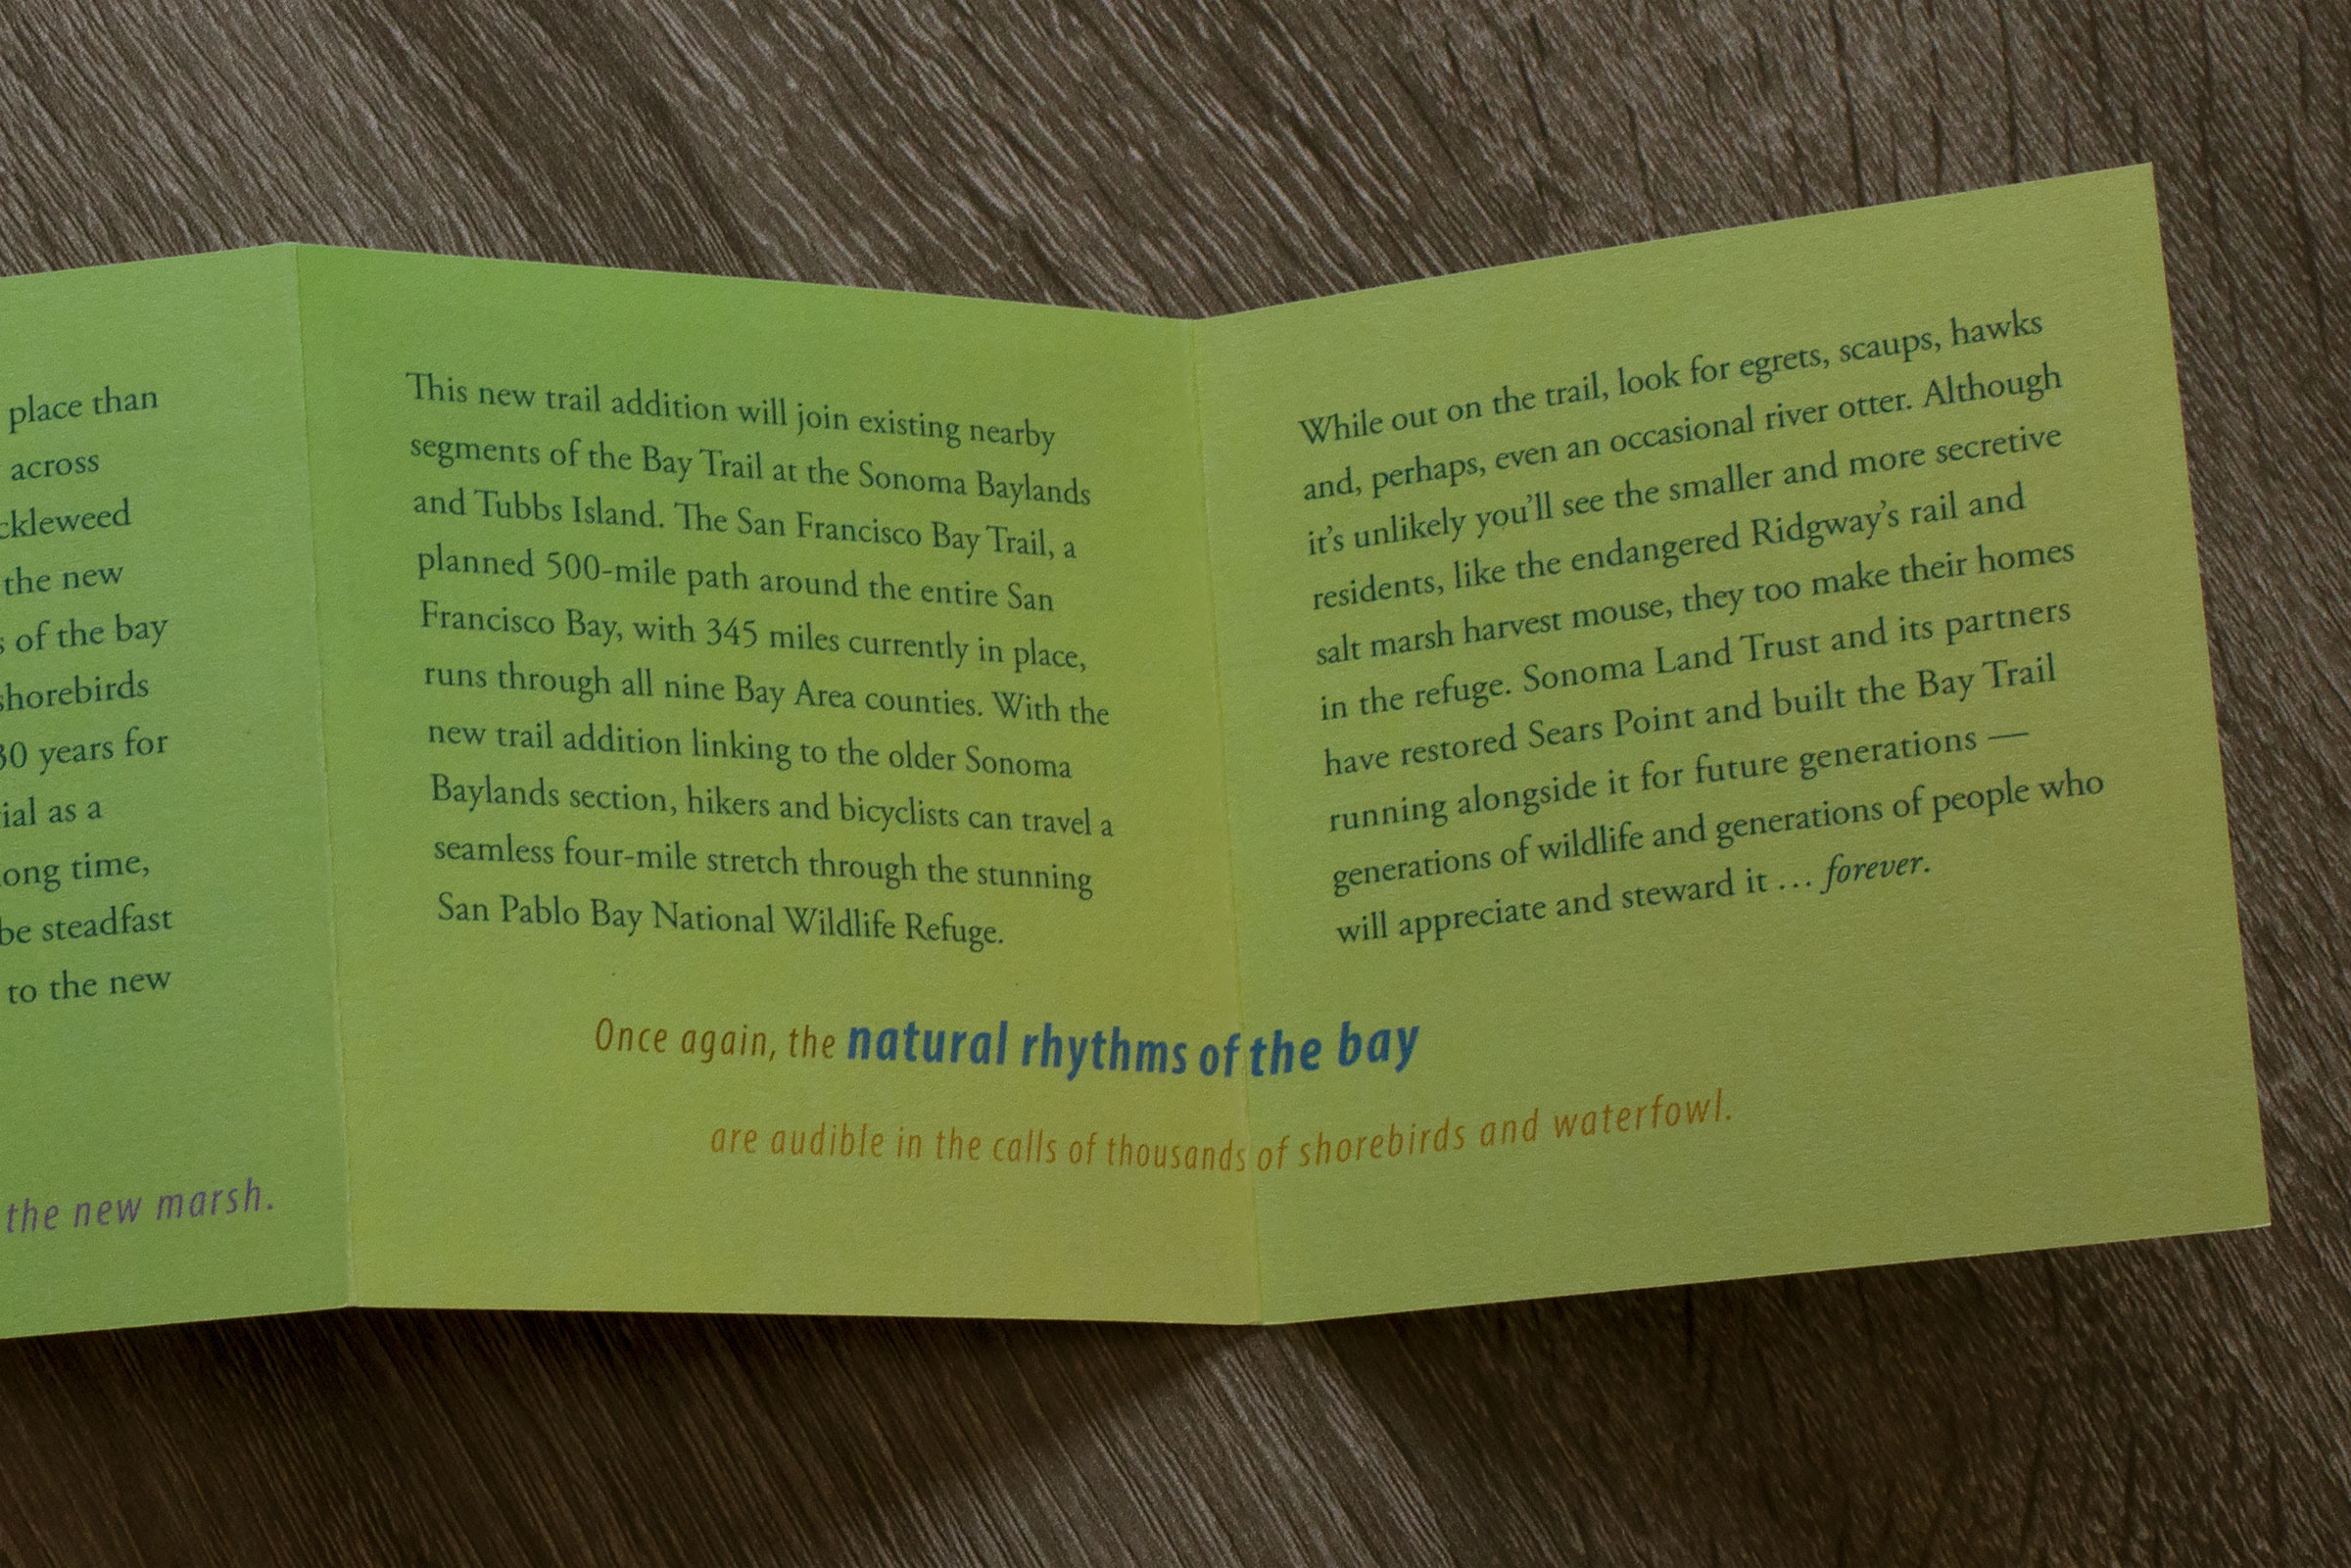 place than
across
the new
of the bay
shorebirds
30 years for
as a
time,
be steadfast
to the new
the new marsh.
This new trail addition will join existing nearby
segments of the Bay Trail at the Sonoma Baylands
and Tubbs Island. The San Francisco Bay Trail, a
planned 500-mile path around the entire San
Francisco Bay, with 345 miles currently in place,
runs through all nine Bay Area counties. With the
new trail addition linking to the older Sonoma
Baylands section, hikers and bicyclists can travel a
seamless four-mile stretch through the stunning
San Pablo Bay National Wildlife Refuge.
While out on the trail, look for egrets, scaups, hawks
and, perhaps, even an occasional river otter. Although
it's unlikely you'll see the smaller and more secretive
residents, like the endangered Ridgway's rail and
salt marsh harvest mouse, they too make their homes
in the refuge. Sonoma Land Trust and its partners
have restored Sears Point and built the Bay Trail
running alongside it for future generations —
generations of wildlife and generations of people who
will appreciate and steward it … forever.
Once again, the natural rhythms of the bay
are audible in the calls of thousands of shorebirds and waterfowl.